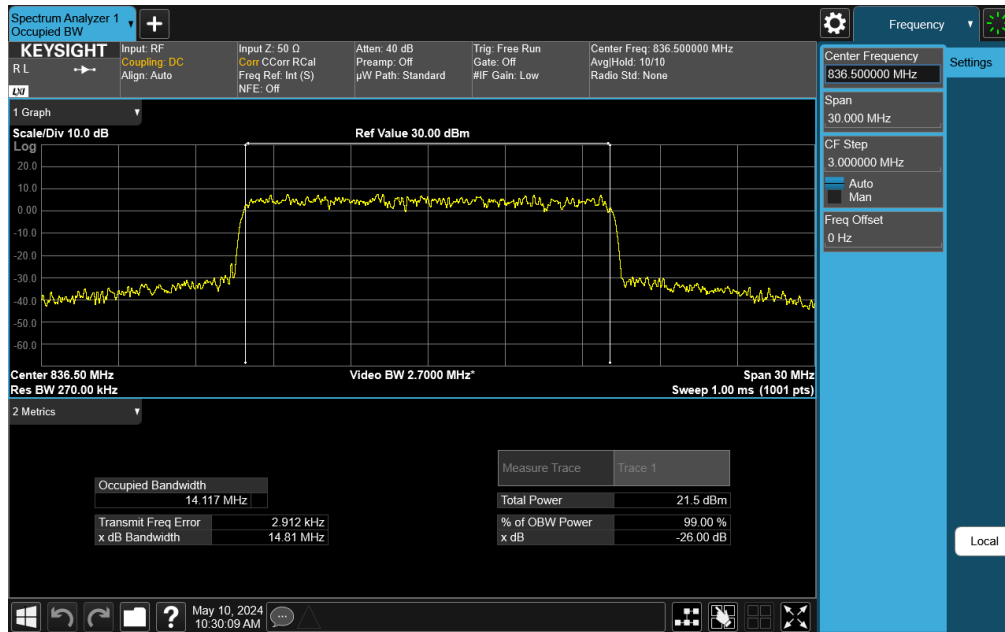 Spectrum Analyzer 1
Occupied BW
Frequency
KEYSIGHT
R L
LXI
Input: RF
Coupling: DC
Align: Auto
Input Z: 50 Ω
Corr CCorr RCal
Freq Ref: Int (S)
NFE: Off
Atten: 40 dB
Preamp: Off
µW Path: Standard
Trig: Free Run
Gate: Off
#IF Gain: Low
Center Freq: 836.500000 MHz
Avg|Hold: 10/10
Radio Std: None
Center Frequency
836.500000 MHz
Settings
Span
30.000 MHz
CF Step
3.000000 MHz
Auto
Man
Freq Offset
0 Hz
Local
1 Graph
Scale/Div 10.0 dB
Ref Value 30.00 dBm
Log
20.0
10.0
0.00
-10.0
-20.0
-30.0
-40.0
-50.0
-60.0
Center 836.50 MHz
Video BW 2.7000 MHz*
Span 30 MHz
Res BW 270.00 kHz
Sweep 1.00 ms (1001 pts)
2 Metrics
Measure Trace
Trace 1
Occupied Bandwidth
14.117 MHz
Total Power
21.5 dBm
Transmit Freq Error
2.912 kHz
% of OBW Power
99.00 %
x dB Bandwidth
14.81 MHz
x dB
-26.00 dB
?
May 10, 2024
10:30:09 AM